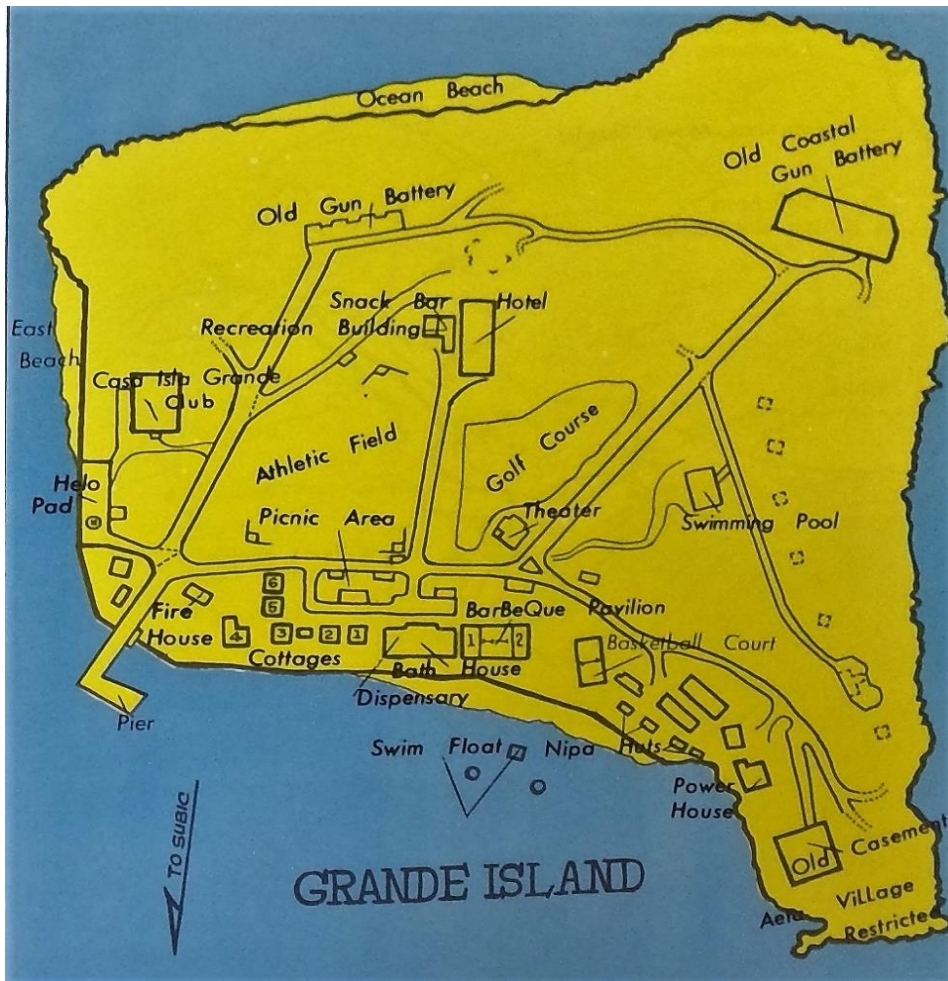 Ocean Beach
Old Coastal
Gun Battery
Old Gun Battery
Snack Bar
Hotel
Recreation Building
East
Beach
Casa Isla Grande
Club
Athletic Field
Golf Course
Helo
Pad
H
Picnic Area
Theater
Swimming Pool
Fire
House
6
5
4
3
2
1
Cottages
BarBeQue Pavilion
1
2
Basketball Court
Bath House
Dispensary
Pier
Swim Float
Nipa Huts
Power
House
TO SUBIC
GRANDE ISLAND
Old Casement
Aeta Village
Restricted